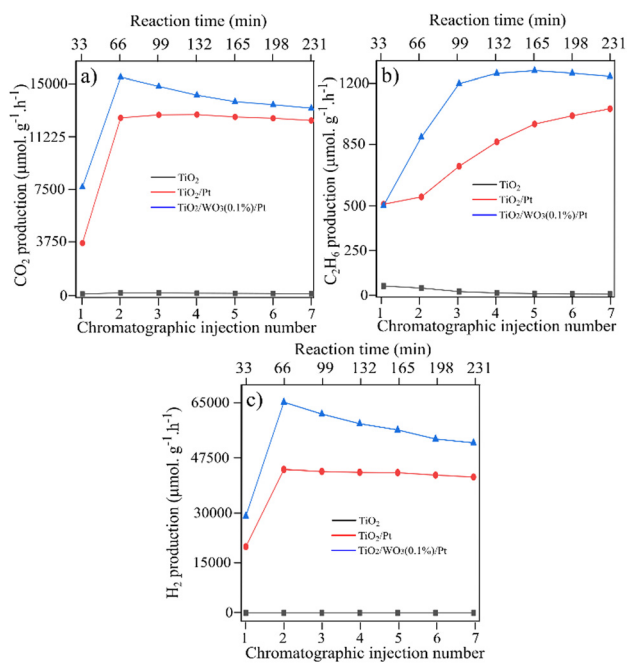 Reaction time (min)
33 66 99 132 165 198 231
a)
15000
11225
7500
3750
0
CO₂ production (μmol. g⁻¹.h⁻¹)
TiO₂
TiO₂/Pt
TiO₂/WO₃(0.1%)/Pt
1 2 3 4 5 6 7
Chromatographic injection number
Reaction time (min)
33 66 99 132 165 198 231
b)
1200
850
500
250
0
C₂H₆ production (μmol. g⁻¹.h⁻¹)
TiO₂
TiO₂/Pt
TiO₂/WO₃(0.1%)/Pt
1 2 3 4 5 6 7
Chromatographic injection number
Reaction time (min)
33 66 99 132 165 198 231
c)
65000
47500
30000
15000
0
H₂ production (μmol. g⁻¹.h⁻¹)
TiO₂
TiO₂/Pt
TiO₂/WO₃(0.1%)/Pt
1 2 3 4 5 6 7
Chromatographic injection number